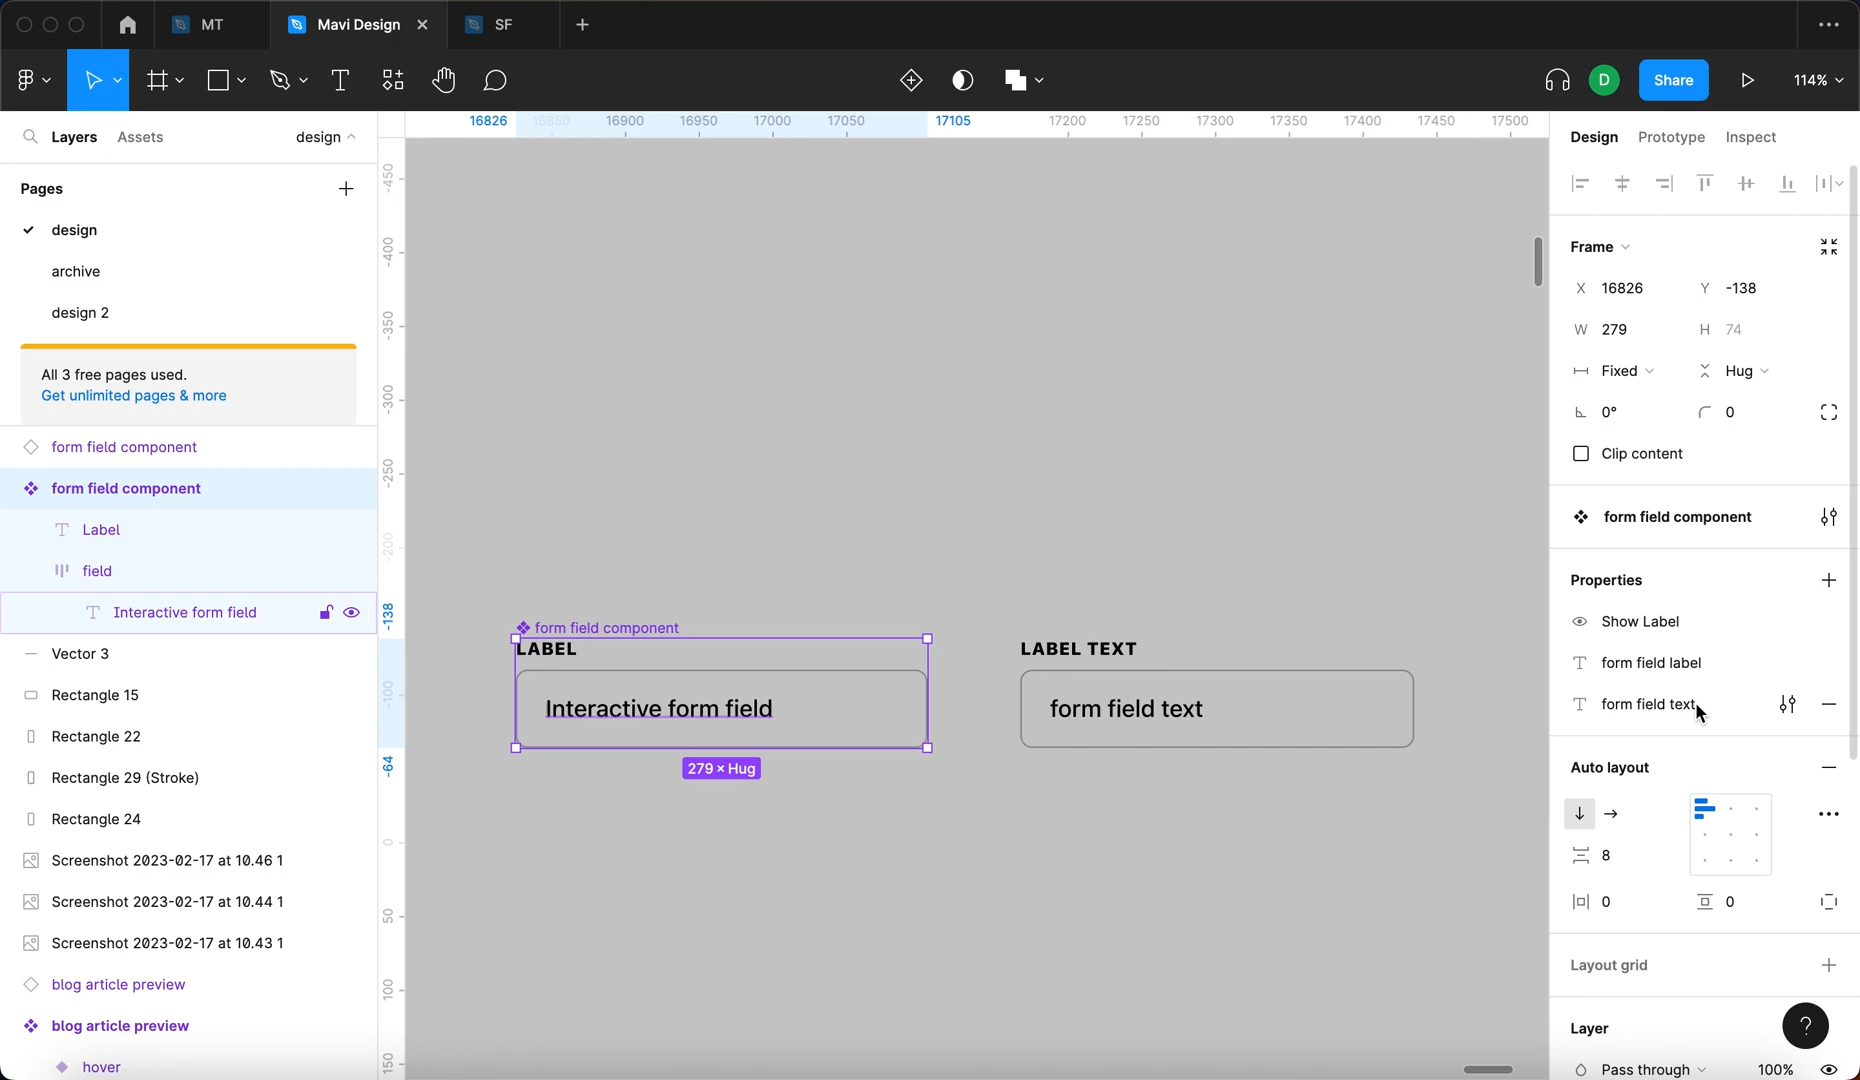 MT
Mavi Design
SF
D
Share
114%
Layers
Assets
design
16826
16850
16900
16950
17000
17050
17105
17200
17250
17300
17350
17400
17450
17500
Design
Prototype
Inspect
Pages
design
archive
design 2
All 3 free pages used.
Get unlimited pages & more
form field component
form field component
Label
field
Interactive form field
Vector 3
Rectangle 15
Rectangle 22
Rectangle 29 (Stroke)
Rectangle 24
Screenshot 2023-02-17 at 10.46 1
Screenshot 2023-02-17 at 10.44 1
Screenshot 2023-02-17 at 10.43 1
blog article preview
blog article preview
hover
-450
-400
-350
-300
-250
-200
-138
-100
-64
0
50
100
150
form field component
LABEL
Interactive form field
279 × Hug
LABEL TEXT
form field text
Frame
X 16826
Y -138
W 279
H 74
Fixed
Hug
0°
0
Clip content
form field component
Properties
Show Label
form field label
form field text
Auto layout
8
0
0
Layout grid
Layer
?
Pass through
100%